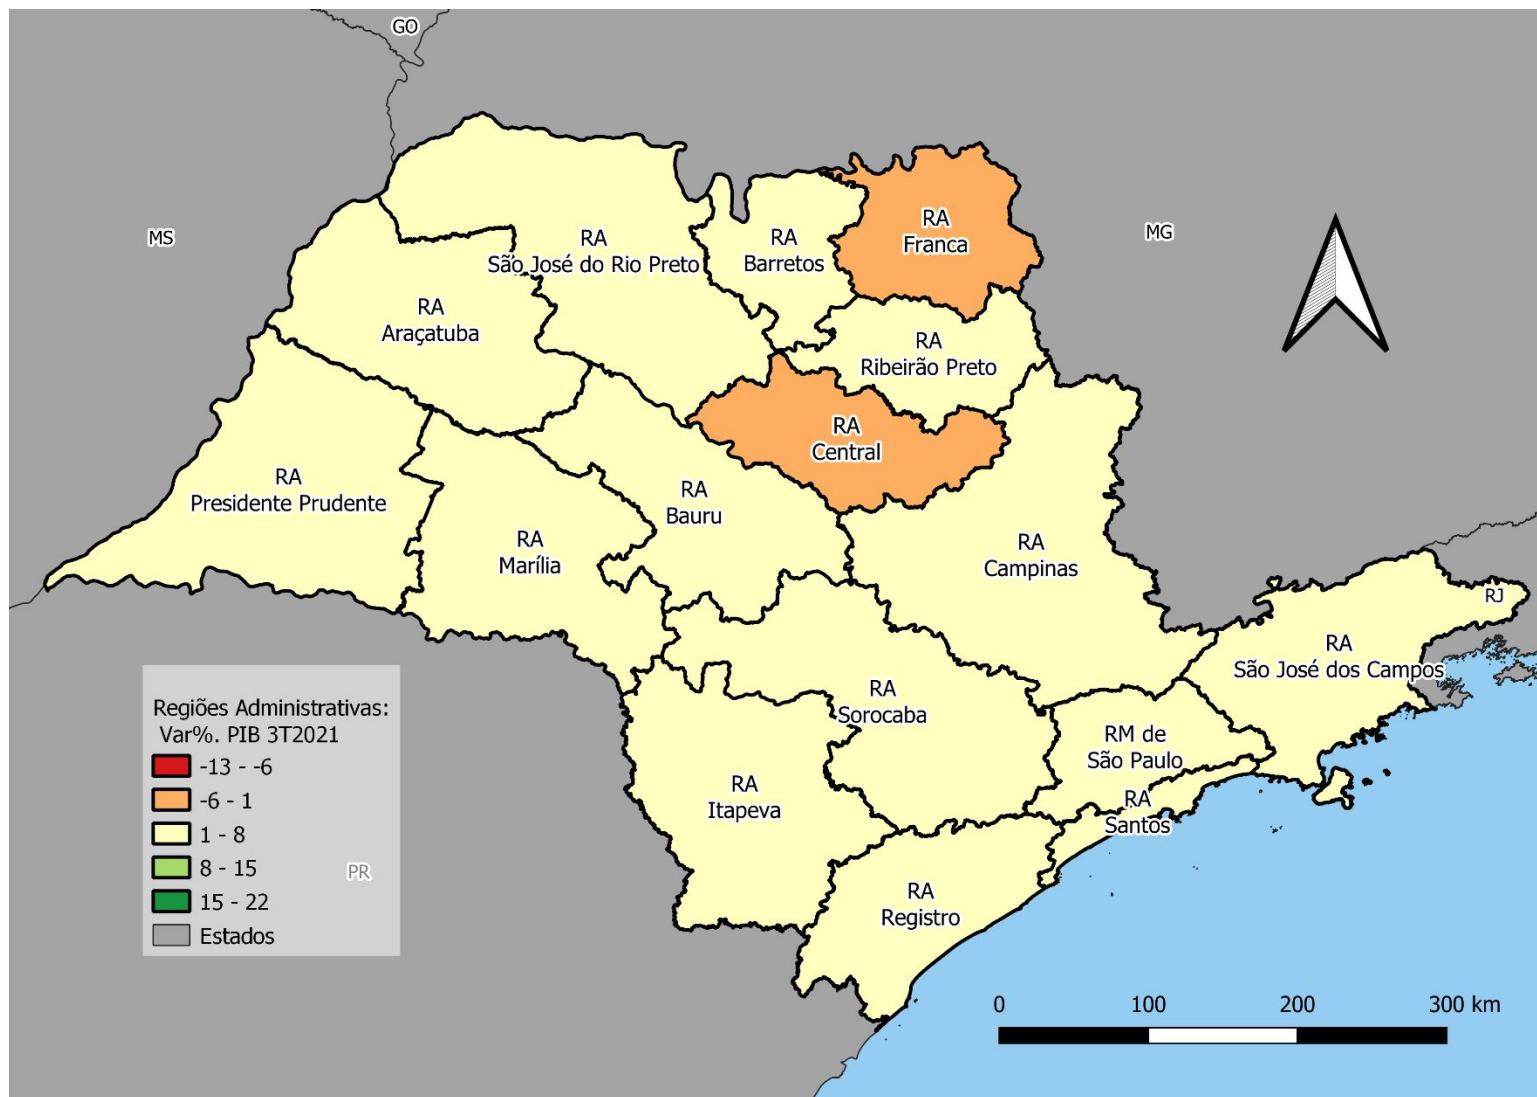 GO
MS
MG
RA
Franca
RA
São José do Rio Preto
RA
Barretos
RA
Araçatuba
RA
Ribeirão Preto
RA
Central
RA
Presidente Prudente
RA
Bauru
RA
Marília
RA
Campinas
RJ
RA
São José dos Campos
RA
Sorocaba
RM de
São Paulo
RA
Itapeva
RA
Santos
RA
Registro
Regiões Administrativas:
Var%. PIB 3T2021
-13 - -6
-6 - 1
1 - 8
8 - 15
15 - 22
Estados
PR
0 100 200 300 km